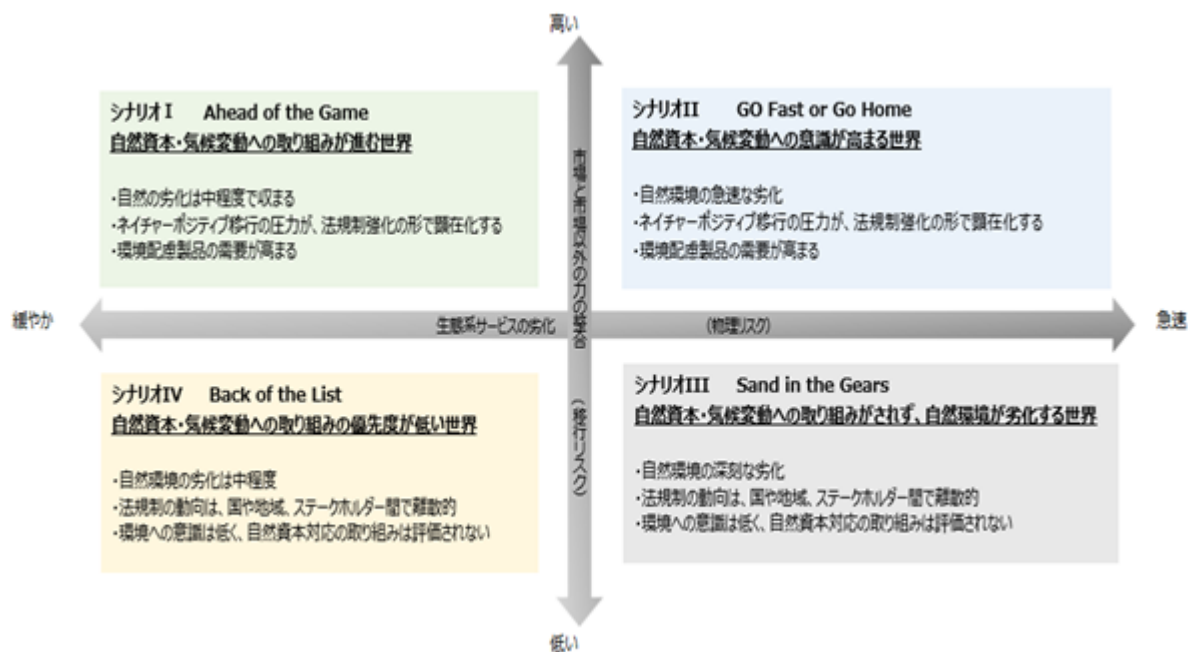 高い
シナリオⅠ Ahead of the Game
自然資本・気候変動への取り組みが進む世界
・自然の劣化は中程度で収まる
・ネイチャーポジティブ移行の圧力が、法規制強化の形で顕在化する
・環境配慮製品の需要が高まる
シナリオII GO Fast or Go Home
自然資本・気候変動への意識が高まる世界
・自然環境の急速な劣化
・ネイチャーポジティブ移行の圧力が、法規制強化の形で顕在化する
・環境配慮製品の需要が高まる
市場と市場以外の力の整合 (移行リスク)
緩やか
生態系サービスの劣化 (物理リスク)
急速
シナリオIV Back of the List
自然資本・気候変動への取り組みの優先度が低い世界
・自然環境の劣化は中程度
・法規制の動向は、国や地域、ステークホルダー間で離散的
・環境への意識は低く、自然資本対応の取り組みは評価されない
シナリオIII Sand in the Gears
自然資本・気候変動への取り組みがされず、自然環境が劣化する世界
・自然環境の深刻な劣化
・法規制の動向は、国や地域、ステークホルダー間で離散的
・環境への意識は低く、自然資本対応の取り組みは評価されない
低い